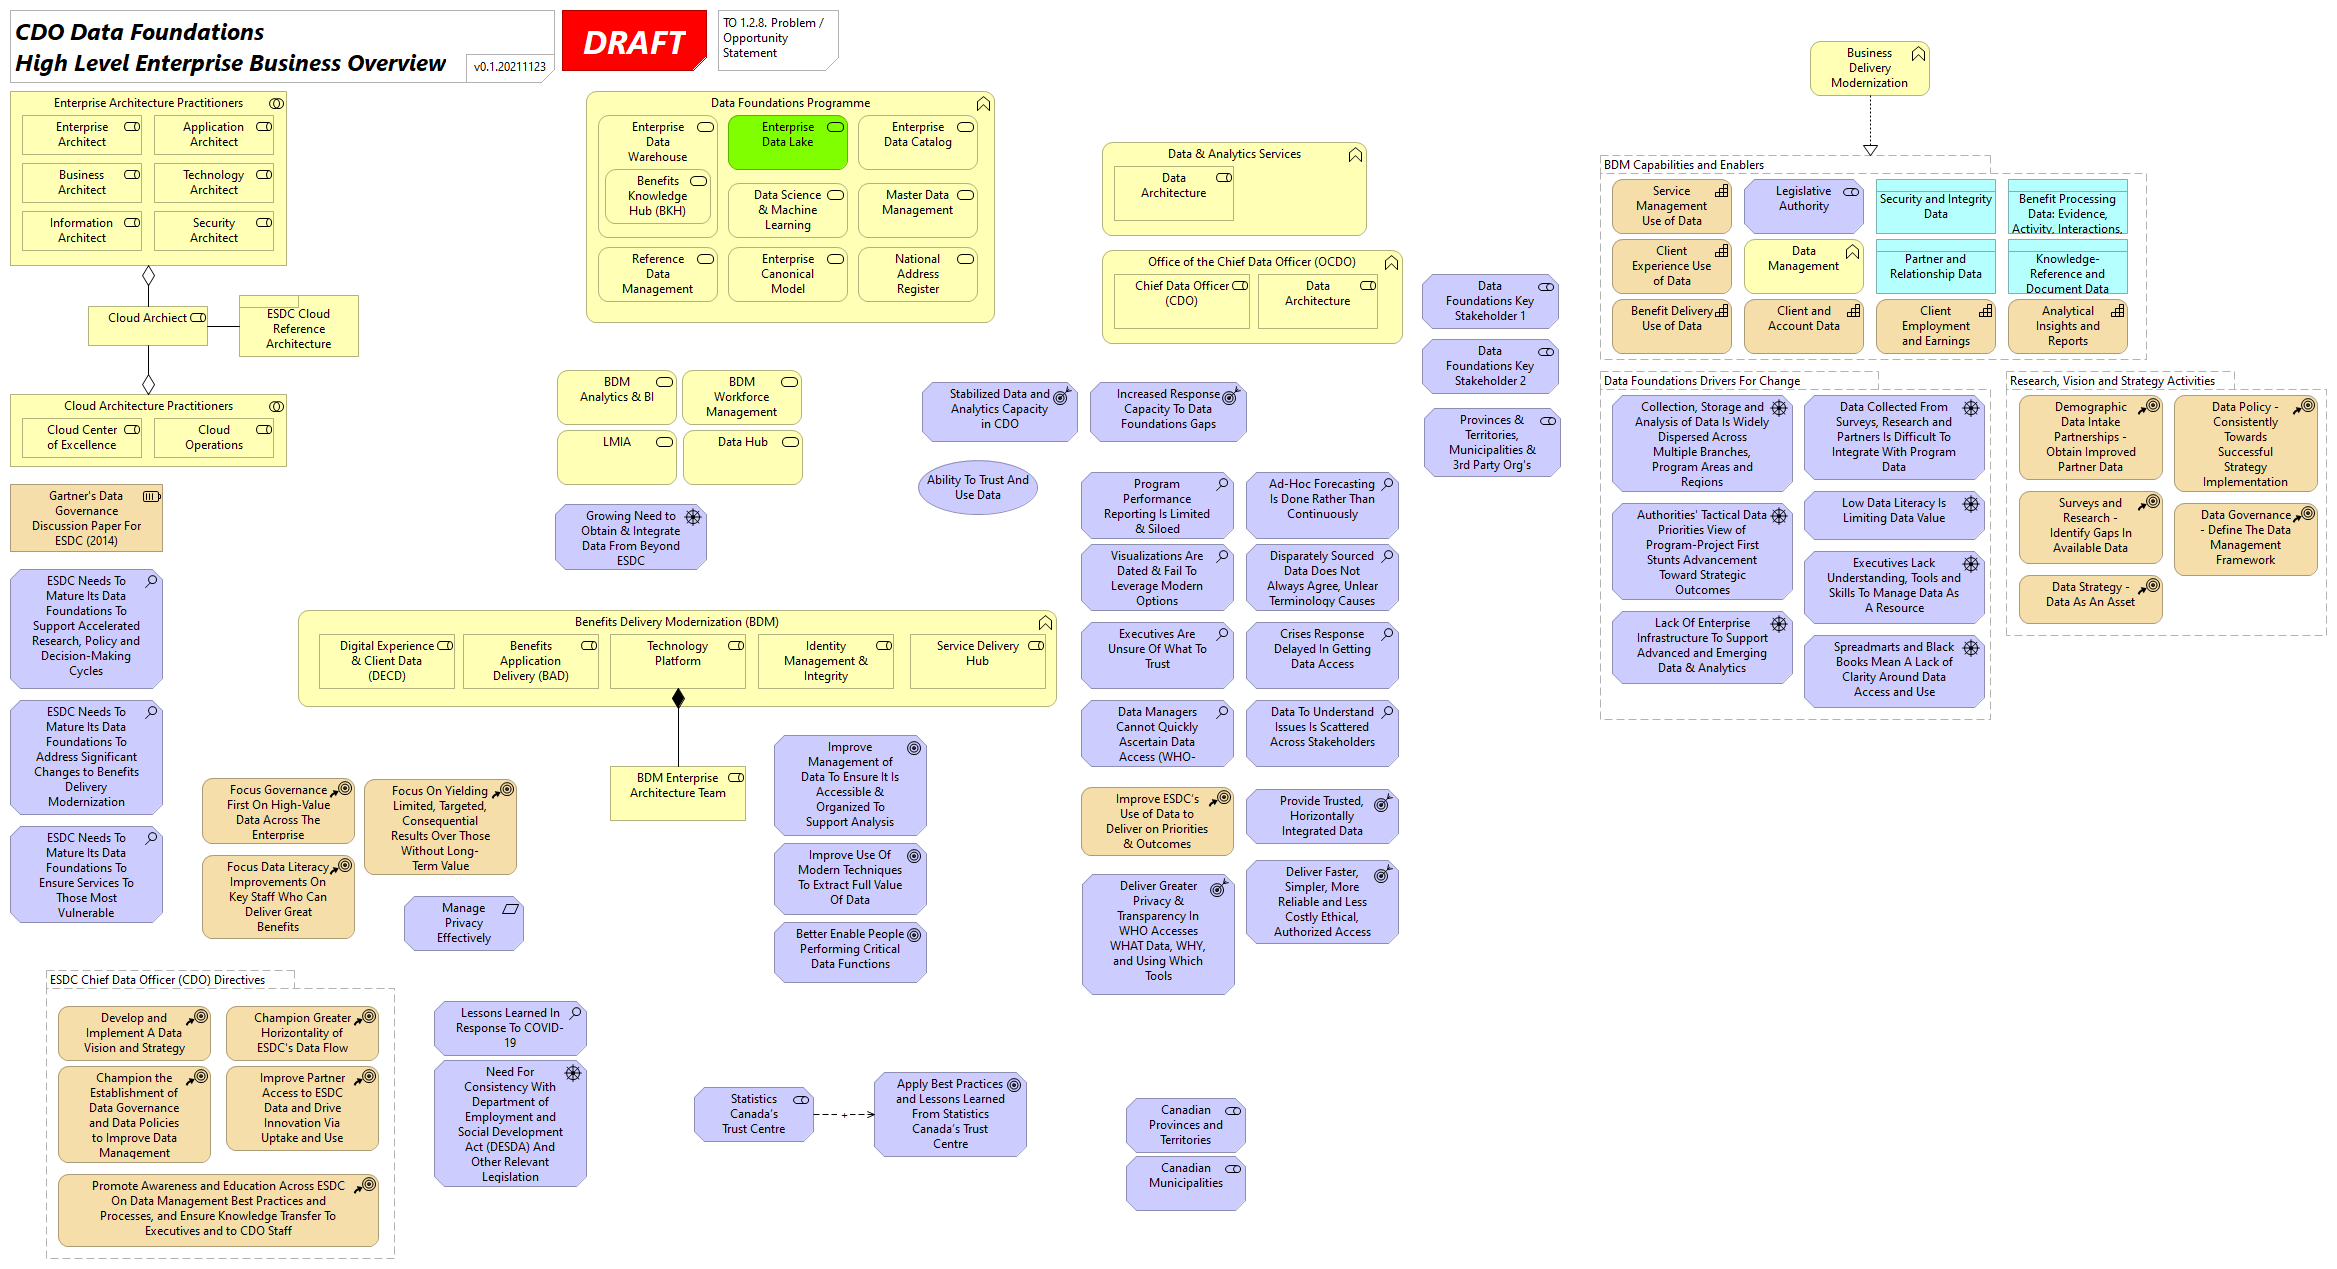 CDO Data Foundations
High Level Enterprise Business Overview
v0.1.20211123
DRAFT
TO 1.2.8. Problem /
Opportunity
Statement
Enterprise Architecture Practitioners
Enterprise
Architect
Application
Architect
Business
Architect
Technology
Architect
Information
Architect
Security
Architect
Cloud Archiect
ESDC Cloud
Reference
Architecture
Cloud Architecture Practitioners
Cloud Center
of Excellence
Cloud
Operations
Gartner's Data
Governance
Discussion Paper For
ESDC (2014)
ESDC Needs To
Mature Its Data
Foundations To
Support Accelerated
Research, Policy and
Decision-Making
Cycles
ESDC Needs To
Mature Its Data
Foundations To
Address Significant
Changes to Benefits
Delivery
Modernization
ESDC Needs To
Mature Its Data
Foundations To
Ensure Services To
Those Most
Vulnerable
Data Foundations Programme
Enterprise
Data
Warehouse
Benefits
Knowledge
Hub (BKH)
Enterprise
Data Lake
Enterprise
Data Catalog
Data Science
& Machine
Learning
Master Data
Management
Reference
Data
Management
Enterprise
Canonical
Model
National
Address
Register
BDM
Analytics & BI
BDM
Workforce
Management
LMIA
Data Hub
Growing Need to
Obtain & Integrate
Data From Beyond
ESDC
Data & Analytics Services
Data
Architecture
Office of the Chief Data Officer (OCDO)
Chief Data Officer
(CDO)
Data
Architecture
Data
Foundations Key
Stakeholder 1
Data
Foundations Key
Stakeholder 2
Provinces &
Territories,
Municipalities &
3rd Party Org's
Stabilized Data and
Analytics Capacity
in CDO
Increased Response
Capacity To Data
Foundations Gaps
Ability To Trust And
Use Data
Program
Performance
Reporting Is Limited
& Siloed
Ad-Hoc Forecasting
Is Done Rather Than
Continuously
Visualizations Are
Dated & Fail To
Leverage Modern
Options
Disparately Sourced
Data Does Not
Always Agree, Unlear
Terminology Causes
Executives Are
Unsure Of What To
Trust
Crises Response
Delayed In Getting
Data Access
Data Managers
Cannot Quickly
Ascertain Data
Access (WHO-
Data To Understand
Issues Is Scattered
Across Stakeholders
Improve ESDC's
Use of Data to
Deliver on Priorities
& Outcomes
Provide Trusted,
Horizontally
Integrated Data
Deliver Greater
Privacy &
Transparency In
WHO Accesses
WHAT Data, WHY,
and Using Which
Tools
Deliver Faster,
Simpler, More
Reliable and Less
Costly Ethical,
Authorized Access
Benefits Delivery Modernization (BDM)
Digital Experience
& Client Data
(DECD)
Benefits
Application
Delivery (BAD)
Technology
Platform
Identity
Management &
Integrity
Service Delivery
Hub
BDM Enterprise
Architecture Team
Improve
Management of
Data To Ensure It Is
Accessible &
Organized To
Support Analysis
Improve Use Of
Modern Techniques
To Extract Full Value
Of Data
Better Enable People
Performing Critical
Data Functions
Focus Governance
First On High-Value
Data Across The
Enterprise
Focus On Yielding
Limited, Targeted,
Consequential
Results Over Those
Without Long-
Term Value
Focus Data Literacy
Improvements On
Key Staff Who Can
Deliver Great
Benefits
Manage
Privacy
Effectively
ESDC Chief Data Officer (CDO) Directives
Develop and
Implement A Data
Vision and Strategy
Champion Greater
Horizontality of
ESDC's Data Flow
Champion the
Establishment of
Data Governance
and Data Policies
to Improve Data
Management
Improve Partner
Access to ESDC
Data and Drive
Innovation Via
Uptake and Use
Promote Awareness and Education Across ESDC
On Data Management Best Practices and
Processes, and Ensure Knowledge Transfer To
Executives and to CDO Staff
Lessons Learned In
Response To COVID-
19
Need For
Consistency With
Department of
Employment and
Social Development
Act (DESDA) And
Other Relevant
Legislation
Statistics
Canada's
Trust Centre
+
Apply Best Practices
and Lessons Learned
From Statistics
Canada's Trust
Centre
Canadian
Provinces and
Territories
Canadian
Municipalities
Business
Delivery
Modernization
BDM Capabilities and Enablers
Service
Management
Use of Data
Legislative
Authority
Security and Integrity
Data
Benefit Processing
Data: Evidence,
Activity, Interactions,
Client
Experience Use
of Data
Data
Management
Partner and
Relationship Data
Knowledge-
Reference and
Document Data
Benefit Delivery
Use of Data
Client and
Account Data
Client
Employment
and Earnings
Analytical
Insights and
Reports
Data Foundations Drivers For Change
Collection, Storage and
Analysis of Data Is Widely
Dispersed Across
Multiple Branches,
Program Areas and
Regions
Data Collected From
Surveys, Research and
Partners Is Difficult To
Integrate With Program
Data
Authorities' Tactical Data
Priorities View of
Program-Project First
Stunts Advancement
Toward Strategic
Outcomes
Low Data Literacy Is
Limiting Data Value
Executives Lack
Understanding, Tools and
Skills To Manage Data As
A Resource
Lack Of Enterprise
Infrastructure To Support
Advanced and Emerging
Data & Analytics
Spreadmarts and Black
Books Mean A Lack of
Clarity Around Data
Access and Use
Research, Vision and Strategy Activities
Demographic
Data Intake
Partnerships -
Obtain Improved
Partner Data
Data Policy -
Consistently
Towards
Successful
Strategy
Implementation
Surveys and
Research -
Identify Gaps In
Available Data
Data Governance
- Define The Data
Management
Framework
Data Strategy -
Data As An Asset